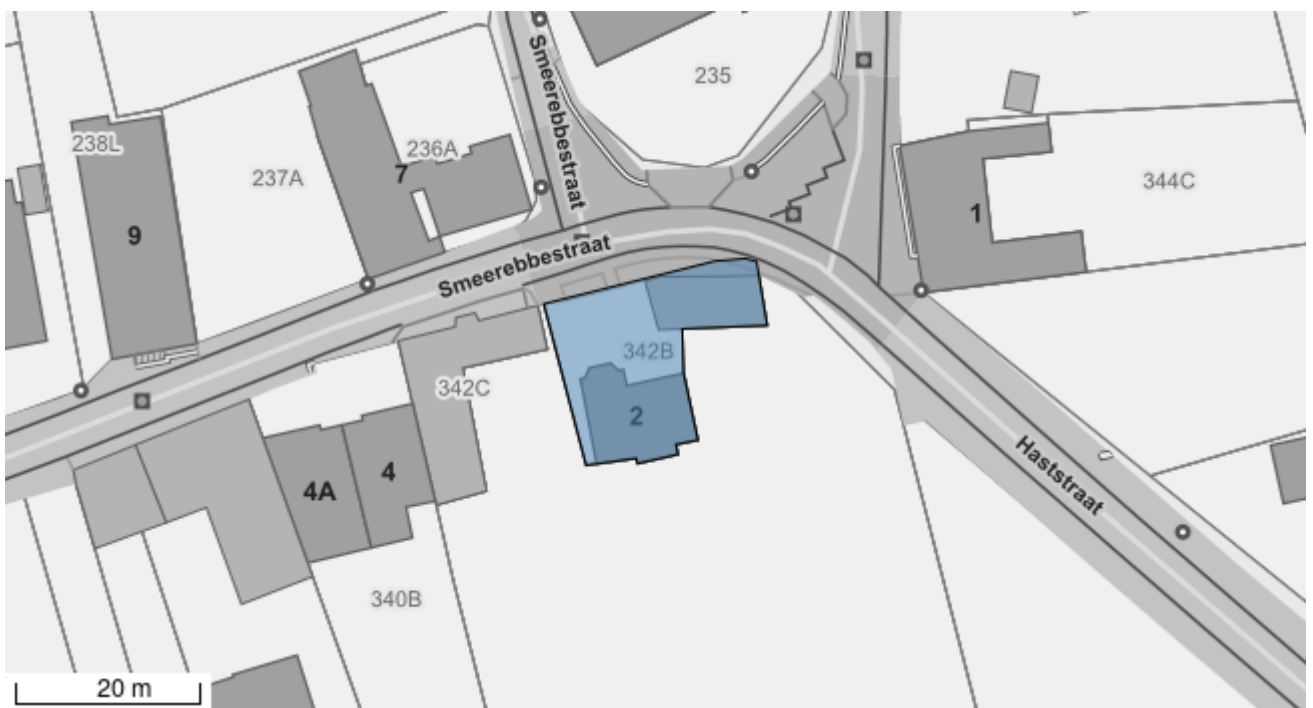 Smeerebbestraat
235
238L
236A
7
237A
344C
1
9
Smeerebbestraat
342B
342C
2
Haststraat
4
4A
340B
20 m